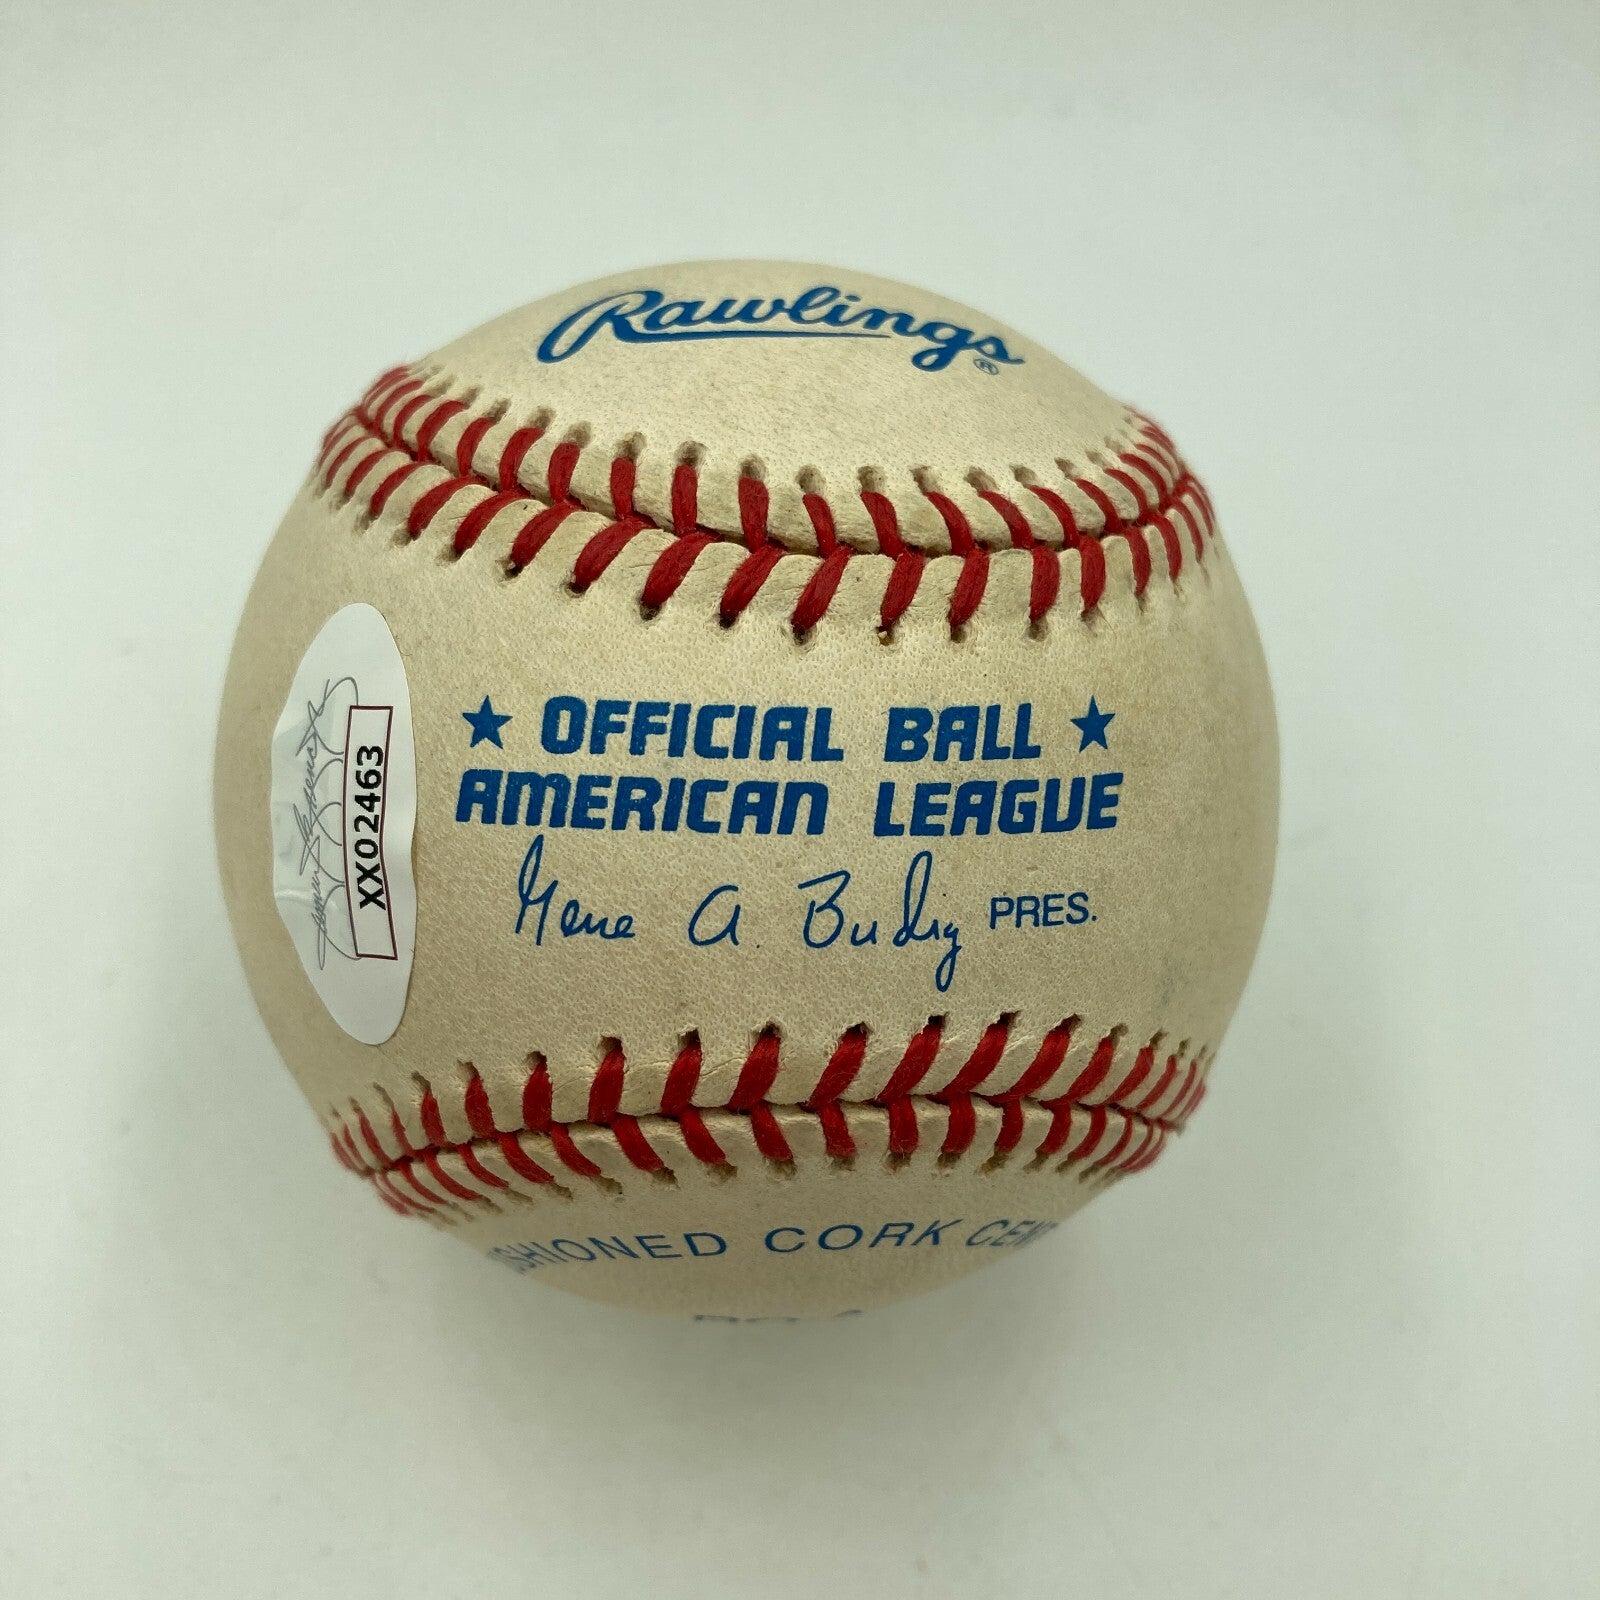 Rawlings®
★ OFFICIAL BALL ★
AMERICAN LEAGUE
Gene A. Budig PRES.
XX02463
SHIONED CORK CEN